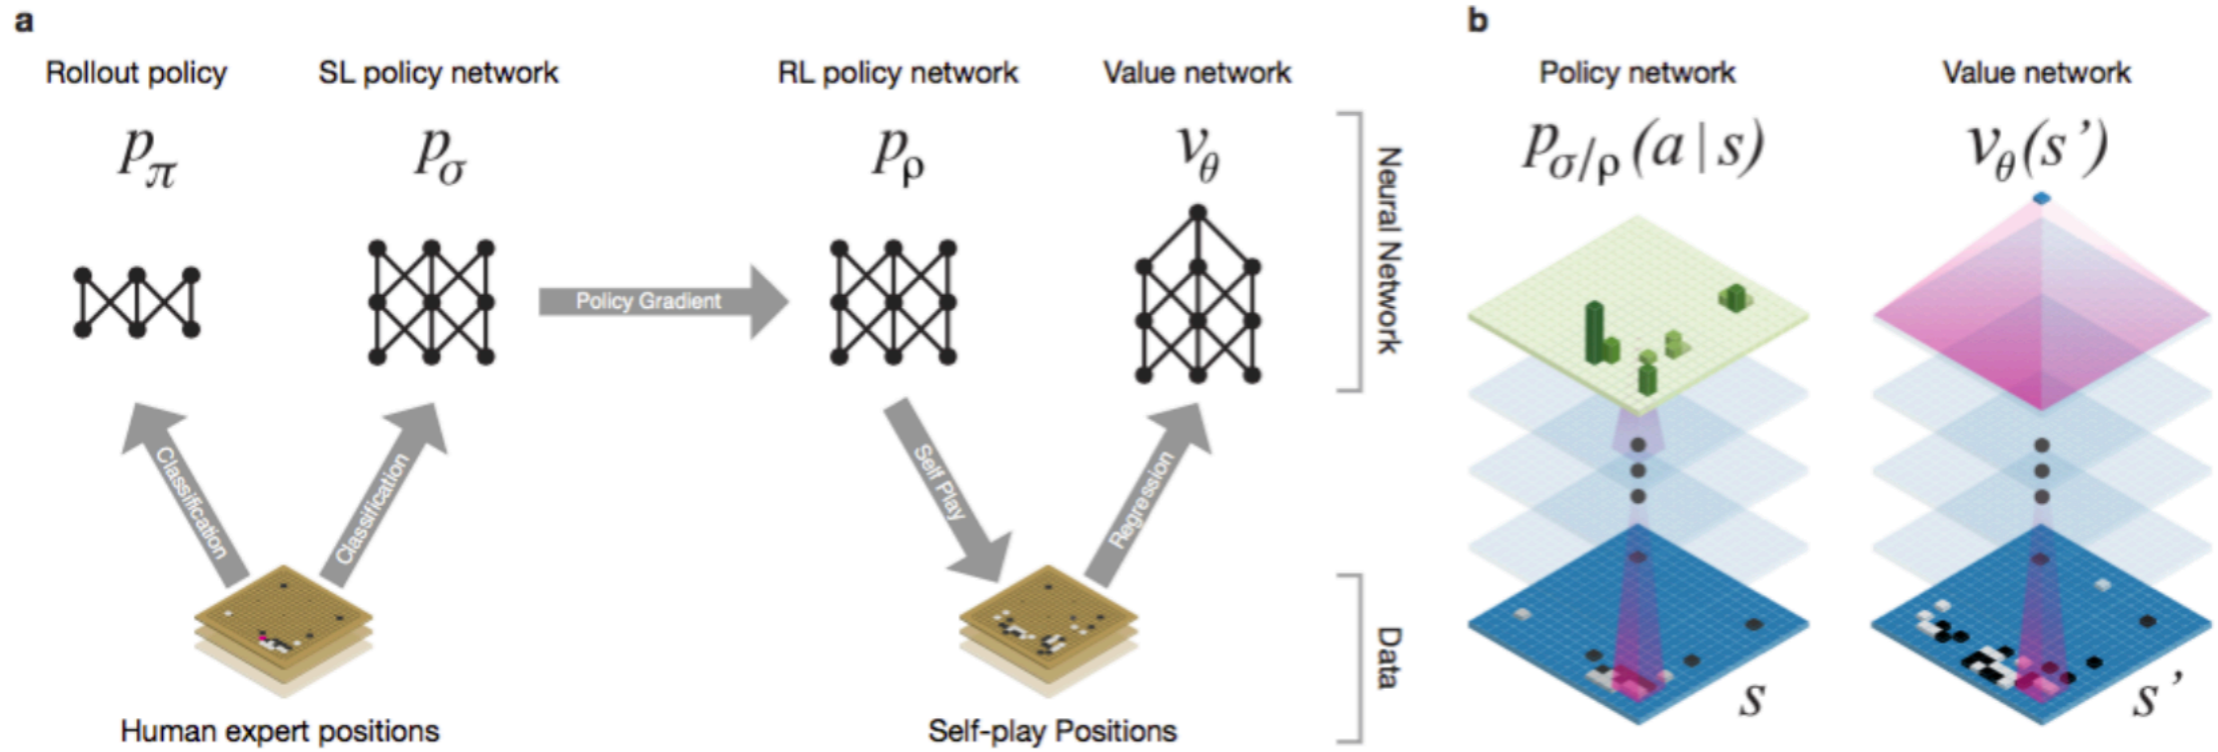 a
Rollout policy
SL policy network
RL policy network
Value network
pπ
pσ
pρ
vθ
Policy Gradient
Classification
Classification
Self Play
Regression
Neural Network
Data
Human expert positions
Self-play Positions
b
Policy network
Value network
pσ/ρ (a|s)
vθ(s’)
s
s’